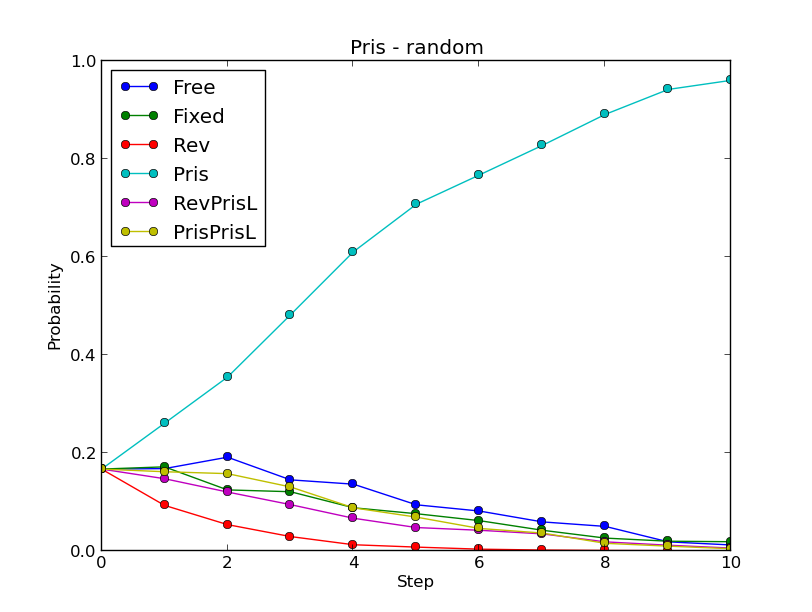 Pris - random
1.0
0.8
0.6
0.4
0.2
0.0
Probability
Free
Fixed
Rev
Pris
RevPrisL
PrisPrisL
0 2 4 6 8 10
Step